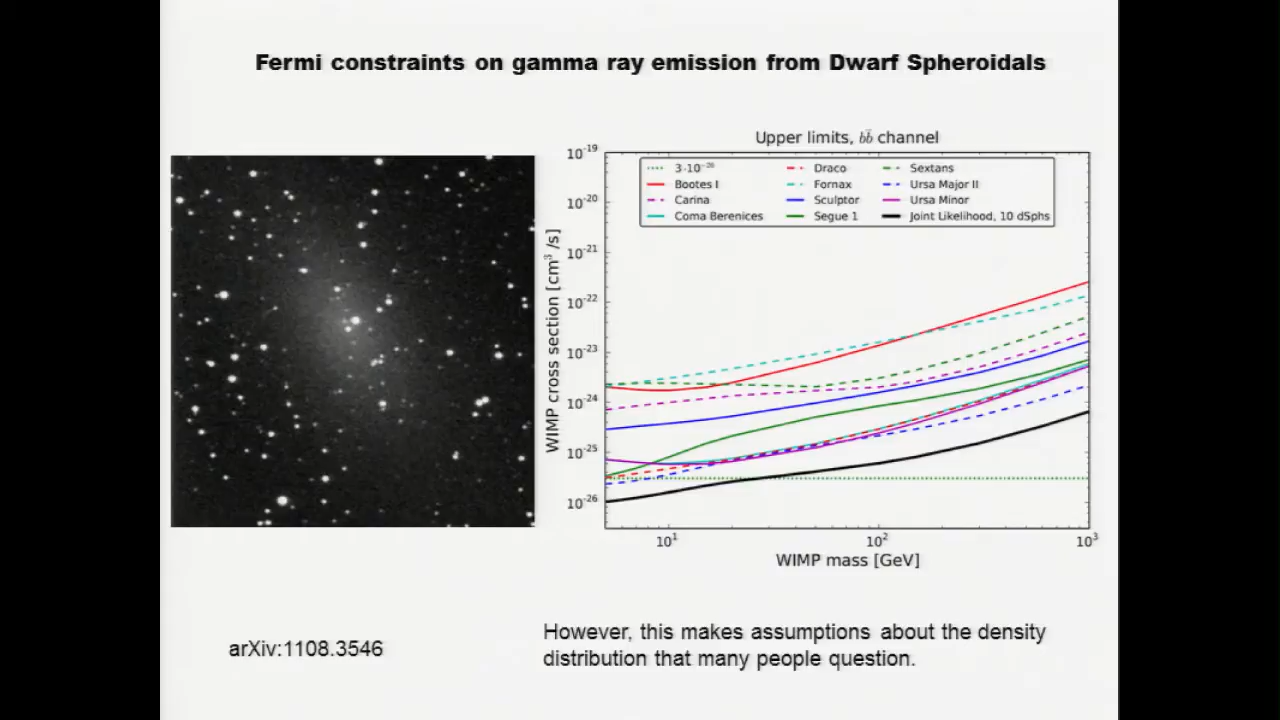 Fermi constraints on gamma ray emission from Dwarf Spheroidals
Upper limits, bb̄ channel
3·10⁻²⁶
Bootes I
Carina
Coma Berenices
Draco
Fornax
Sculptor
Segue 1
Sextans
Ursa Major II
Ursa Minor
Joint Likelihood, 10 dSphs
WIMP cross section [cm³ /s]
10⁻¹⁹
10⁻²⁰
10⁻²¹
10⁻²²
10⁻²³
10⁻²⁴
10⁻²⁵
10⁻²⁶
10¹
10²
10³
WIMP mass [GeV]
arXiv:1108.3546
However, this makes assumptions about the density
distribution that many people question.